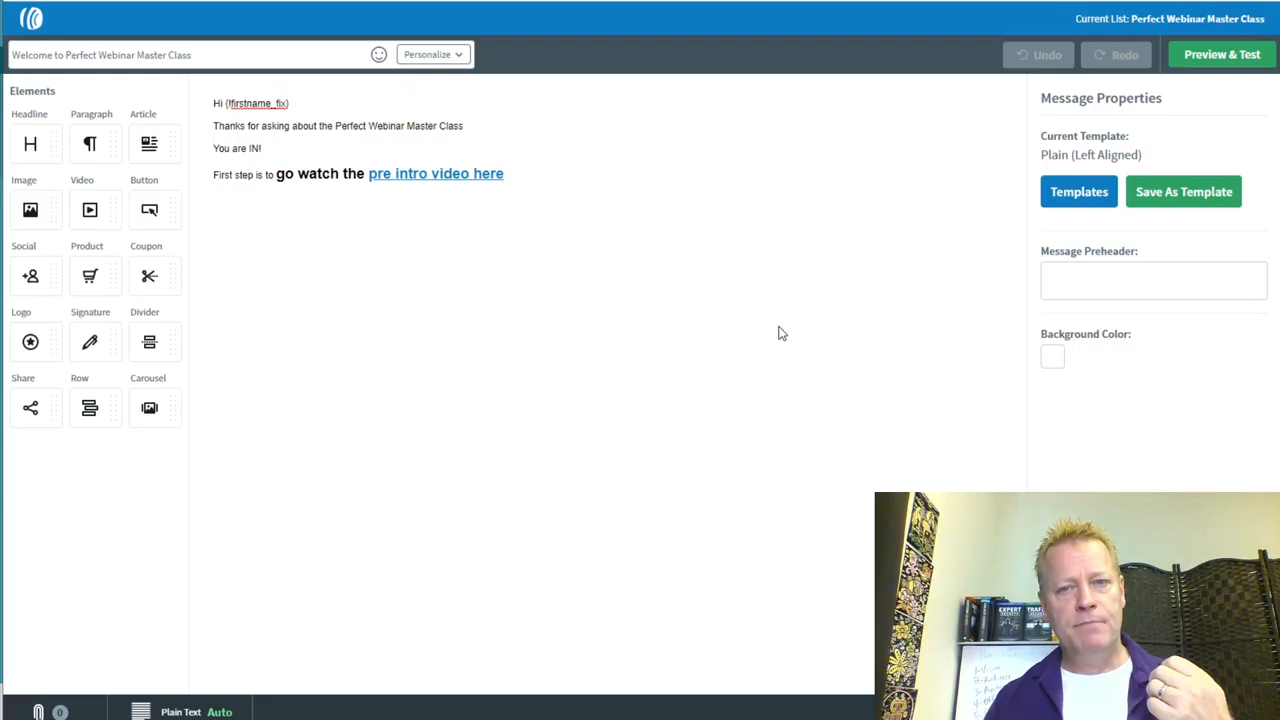 Current List: Perfect Webinar Master Class
Welcome to Perfect Webinar Master Class
Personalize
Undo
Redo
Preview & Test
Elements
Headline
Paragraph
Article
Image
Video
Button
Social
Product
Coupon
Logo
Signature
Divider
Share
Row
Carousel
Hi {!firstname_fix}
Thanks for asking about the Perfect Webinar Master Class
You are IN!
First step is to go watch the pre intro video here
Message Properties
Current Template:
Plain (Left Aligned)
Templates
Save As Template
Message Preheader:
Background Color:
EXPERT
0
Plain Text Auto